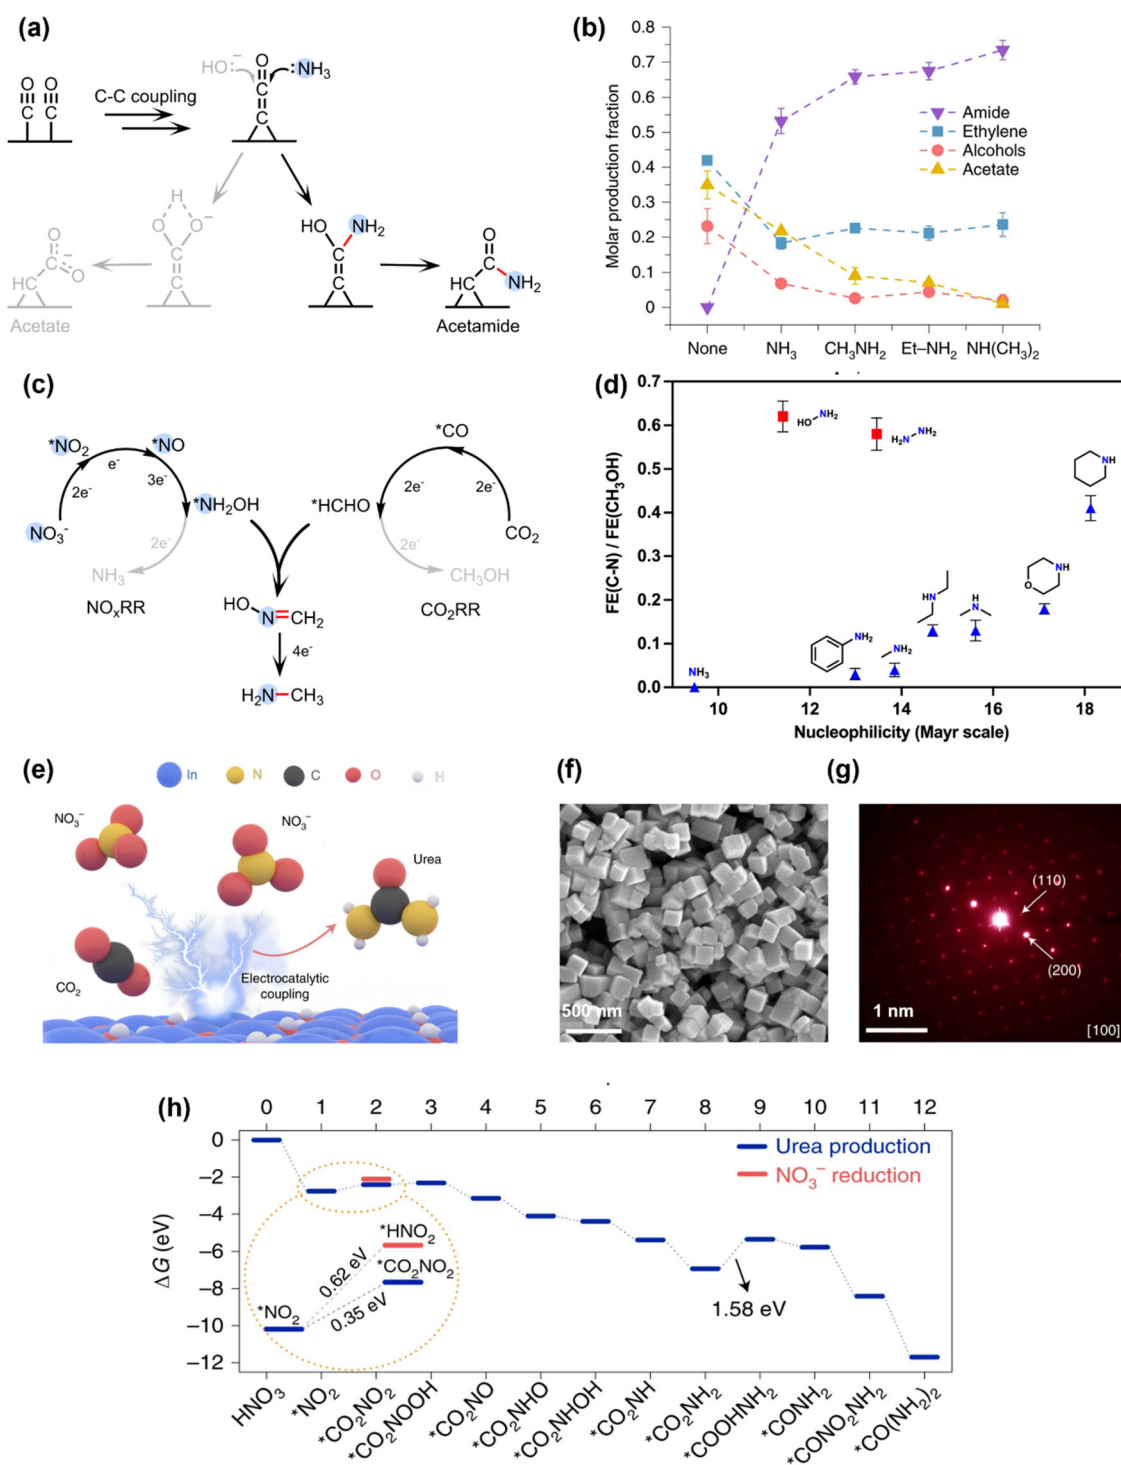 (a)
HO:⁻
O
:NH₃
O O
C C
C-C coupling
C
C
H
O O⁻
HO NH₂
O
C
O⁻
O
HC
O
C
HC NH₂
Acetate
Acetamide
(b)
Molar production fraction
0.8
0.7
0.6
0.5
0.4
0.3
0.2
0.1
0
Amide
Ethylene
Alcohols
Acetate
None NH₃ CH₃NH₂ Et–NH₂ NH(CH₃)₂
(c)
*NO₂ *NO
e⁻
2e⁻ 3e⁻
NO₃⁻ *NH₂OH
2e⁻
NH₃
NOₓRR
*CO
2e⁻ 2e⁻
*HCHO CO₂
2e⁻
CH₃OH
CO₂RR
HO
N=CH₂
4e⁻
H₂N–CH₃
(d)
FE(C-N) / FE(CH₃OH)
0.7
0.6
0.5
0.4
0.3
0.2
0.1
0.0
HO NH₂
H₂N NH₂
NH
O NH
HN
H
N
NH₂
NH₂
NH₃
10 12 14 16 18
Nucleophilicity (Mayr scale)
(e)
In N C O H
NO₃⁻
NO₃⁻
Urea
CO₂
Electrocatalytic
coupling
(f)
500 nm
(g)
(110)
(200)
1 nm
[100]
(h)
0 1 2 3 4 5 6 7 8 9 10 11 12
ΔG (eV)
0
−2
−4
−6
−8
−10
−12
Urea production
NO₃⁻ reduction
*HNO₂
0.62 eV
*CO₂NO₂
0.35 eV
*NO₂
1.58 eV
HNO₃
*NO₂
*CO₂NO₂
*CO₂NOOH
*CO₂NO
*CO₂NHO
*CO₂NHOH
*CO₂NH
*CO₂NH₂
*COOHNH₂
*CONH₂
*CONO₂NH₂
*CO(NH₂)₂